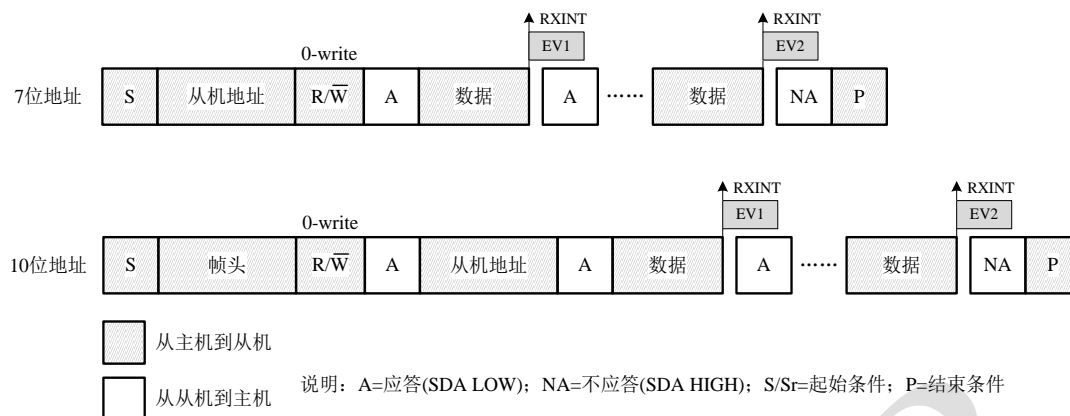 RXINT RXINT
0-write EV1 EV2
7位地址 S 从机地址 R/W̅ A 数据 A …… 数据 NA P
RXINT RXINT
0-write EV1 EV2
10位地址 S 帧头 R/W̅ A 从机地址 A 数据 A …… 数据 NA P
从主机到从机
从从机到主机 说明：A=应答(SDA LOW)；NA=不应答(SDA HIGH)；S/Sr=起始条件；P=结束条件